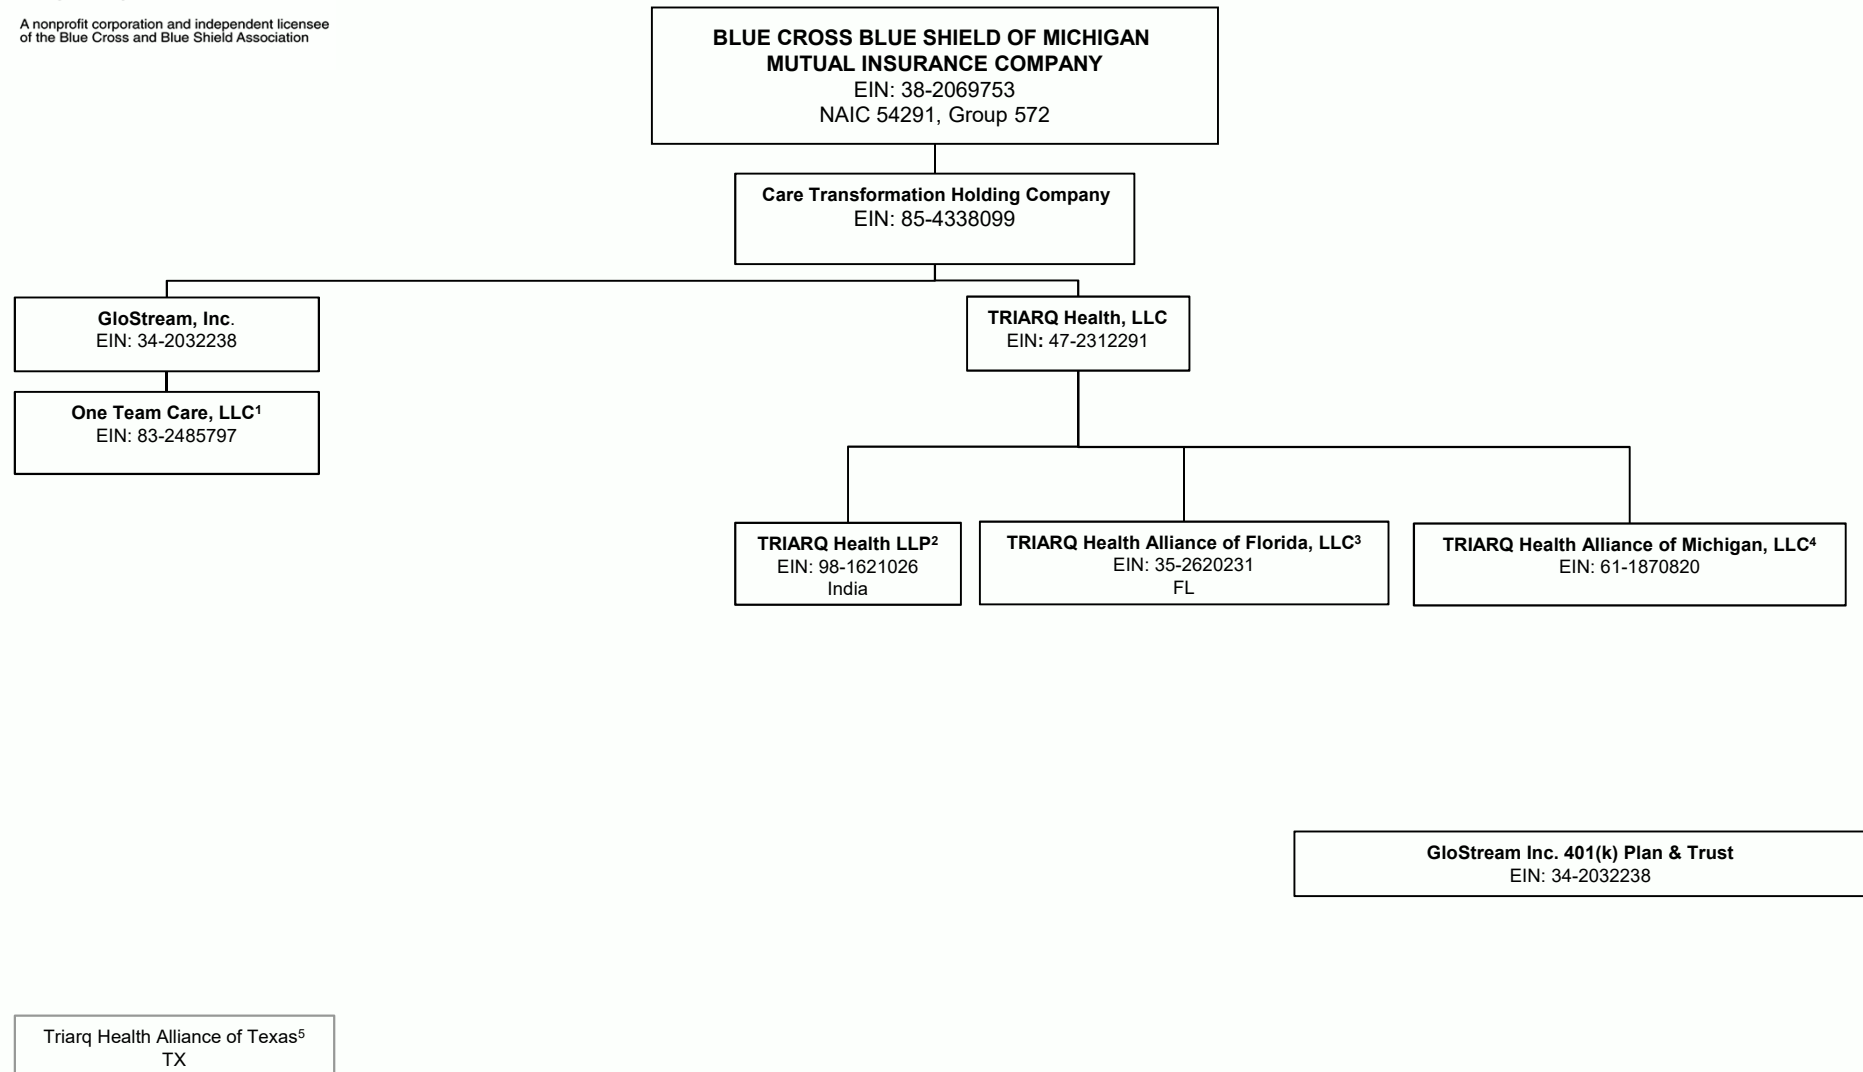 A nonprofit corporation and independent licensee
of the Blue Cross and Blue Shield Association
BLUE CROSS BLUE SHIELD OF MICHIGAN
MUTUAL INSURANCE COMPANY
EIN: 38-2069753
NAIC 54291, Group 572
Care Transformation Holding Company
EIN: 85-4338099
GloStream, Inc.
EIN: 34-2032238
TRIARQ Health, LLC
EIN: 47-2312291
One Team Care, LLC¹
EIN: 83-2485797
TRIARQ Health LLP²
EIN: 98-1621026
India
TRIARQ Health Alliance of Florida, LLC³
EIN: 35-2620231
FL
TRIARQ Health Alliance of Michigan, LLC⁴
EIN: 61-1870820
GloStream Inc. 401(k) Plan & Trust
EIN: 34-2032238
Triarq Health Alliance of Texas⁵
TX